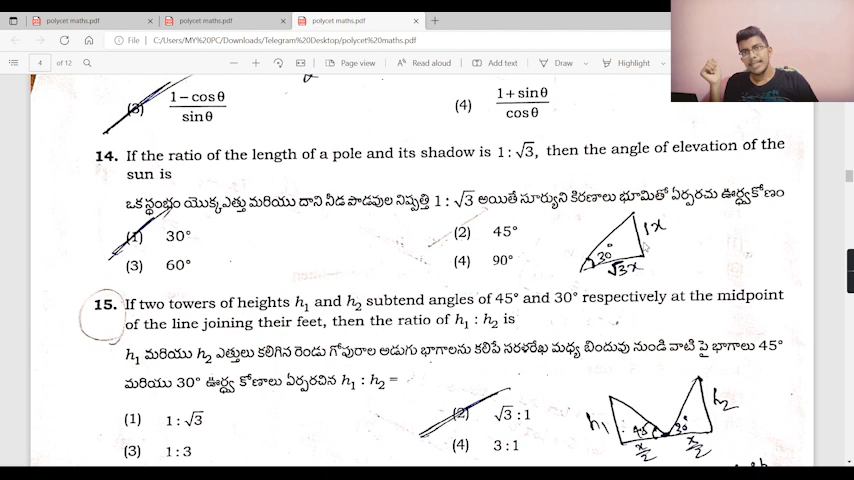 polycet maths.pdf
polycet maths.pdf
polycet maths.pdf
File C:/Users/MY%20PC/Downloads/Telegram%20Desktop/polycet%20maths.pdf
4 of 12 Page view Read aloud Add text Draw Highlight
(3) 1 − cos θ / sin θ
(4) 1 + sin θ / cos θ
14. If the ratio of the length of a pole and its shadow is 1 : √3, then the angle of elevation of the
sun is
ఒక స్థంభం యొక్క ఎత్తు మరియు దాని నీడ పొడవుల నిష్పత్తి 1 : √3 అయితే సూర్యుని కిరణాలు భూమితో ఏర్పరచు ఊర్ధ్వకోణం
(1) 30°
(2) 45°
(3) 60°
(4) 90°
30°
1x
√3x
15. If two towers of heights h₁ and h₂ subtend angles of 45° and 30° respectively at the midpoint
of the line joining their feet, then the ratio of h₁ : h₂ is
h₁ మరియు h₂ ఎత్తులు కలిగిన రెండు గోపురాల అడుగు భాగాలను కలిపే సరళరేఖ మధ్య బిందువు నుండి వాటి పై భాగాలు 45°
మరియు 30° ఊర్ధ్వ కోణాలు ఏర్పరచిన h₁ : h₂ =
(1) 1 : √3
(2) √3 : 1
(3) 1 : 3
(4) 3 : 1
h₁ 45 30° h₂
x/2 x/2